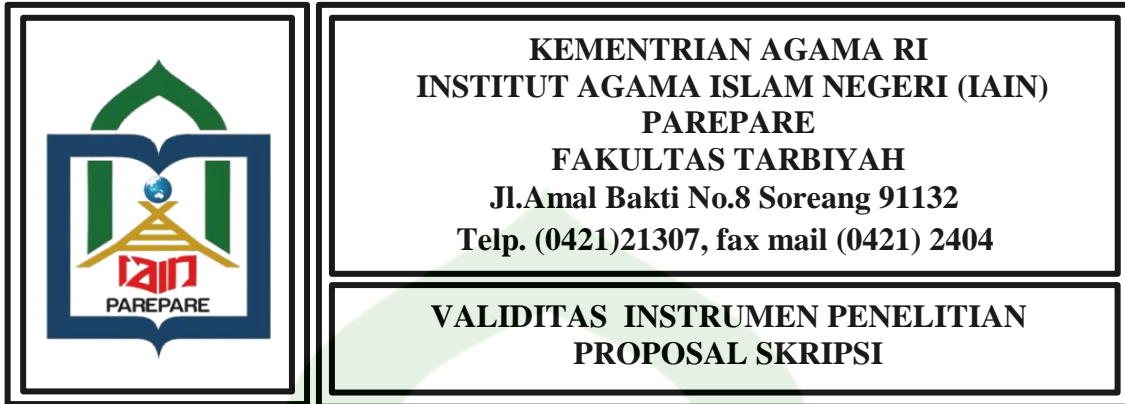 iain
PAREPARE
KEMENTRIAN AGAMA RI
INSTITUT AGAMA ISLAM NEGERI (IAIN)
PAREPARE
FAKULTAS TARBIYAH
Jl.Amal Bakti No.8 Soreang 91132
Telp. (0421)21307, fax mail (0421) 2404
VALIDITAS INSTRUMEN PENELITIAN
PROPOSAL SKRIPSI